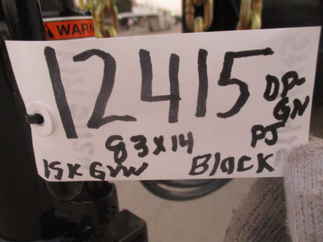 WARN
12415
DP-
GN
83x14
PJ
15K GVW
Black